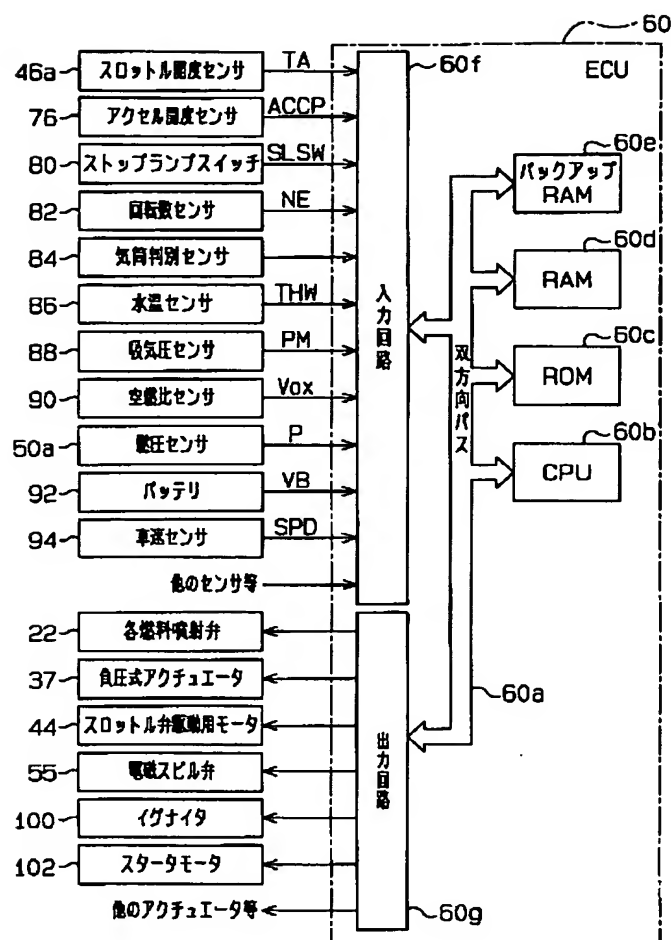 60
ECU
46a スロットル開度センサ TA
60f
76 アクセル開度センサ ACCP
80 ストップランプスイッチ SLSW
60e
バックアップ
RAM
82 回転数センサ NE
84 気筒判別センサ
60d
RAM
86 水温センサ THW
入力回路
88 吸気圧センサ PM
双方向バス
60c
ROM
90 空燃比センサ Vox
50a 燃圧センサ P
60b
CPU
92 バッテリ VB
94 車速センサ SPD
他のセンサ等
22 各燃料噴射弁
37 負圧式アクチュエータ
60a
44 スロットル弁駆動用モータ
出力回路
55 電磁スピル弁
100 イグナイタ
102 スタータモータ
他のアクチュエータ等
60g